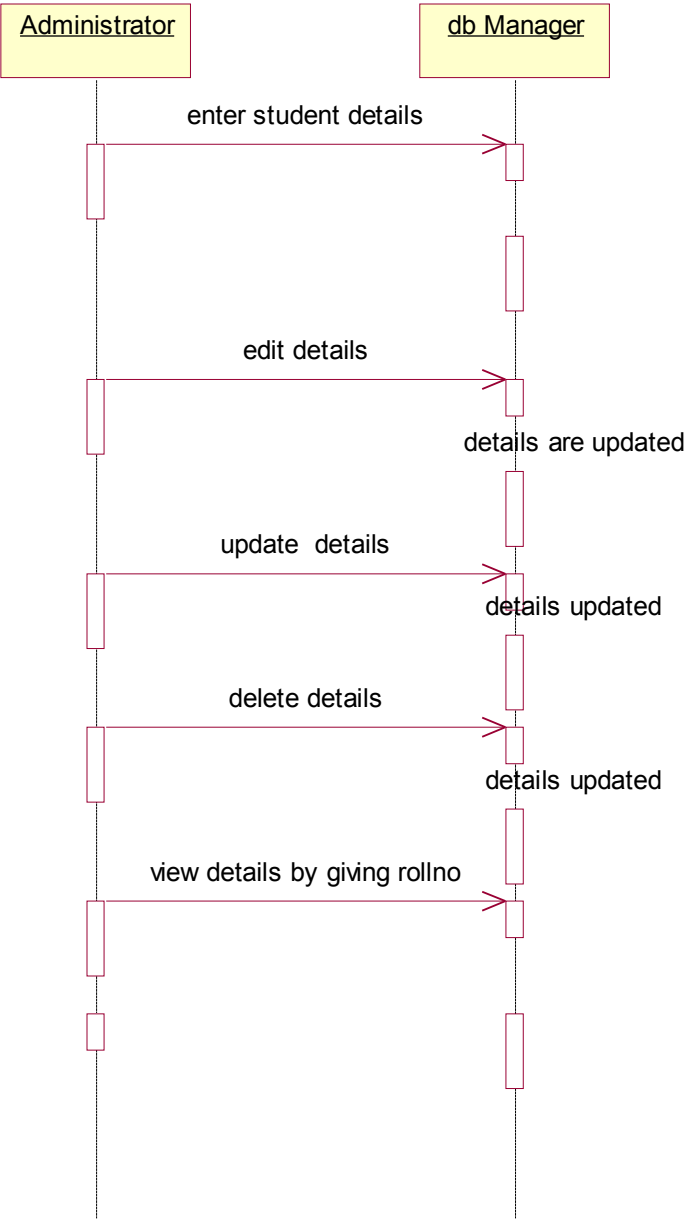 Administrator
db Manager
enter student details
edit details
details are updated
update  details
details updated
delete details
details updated
view details by giving rollno